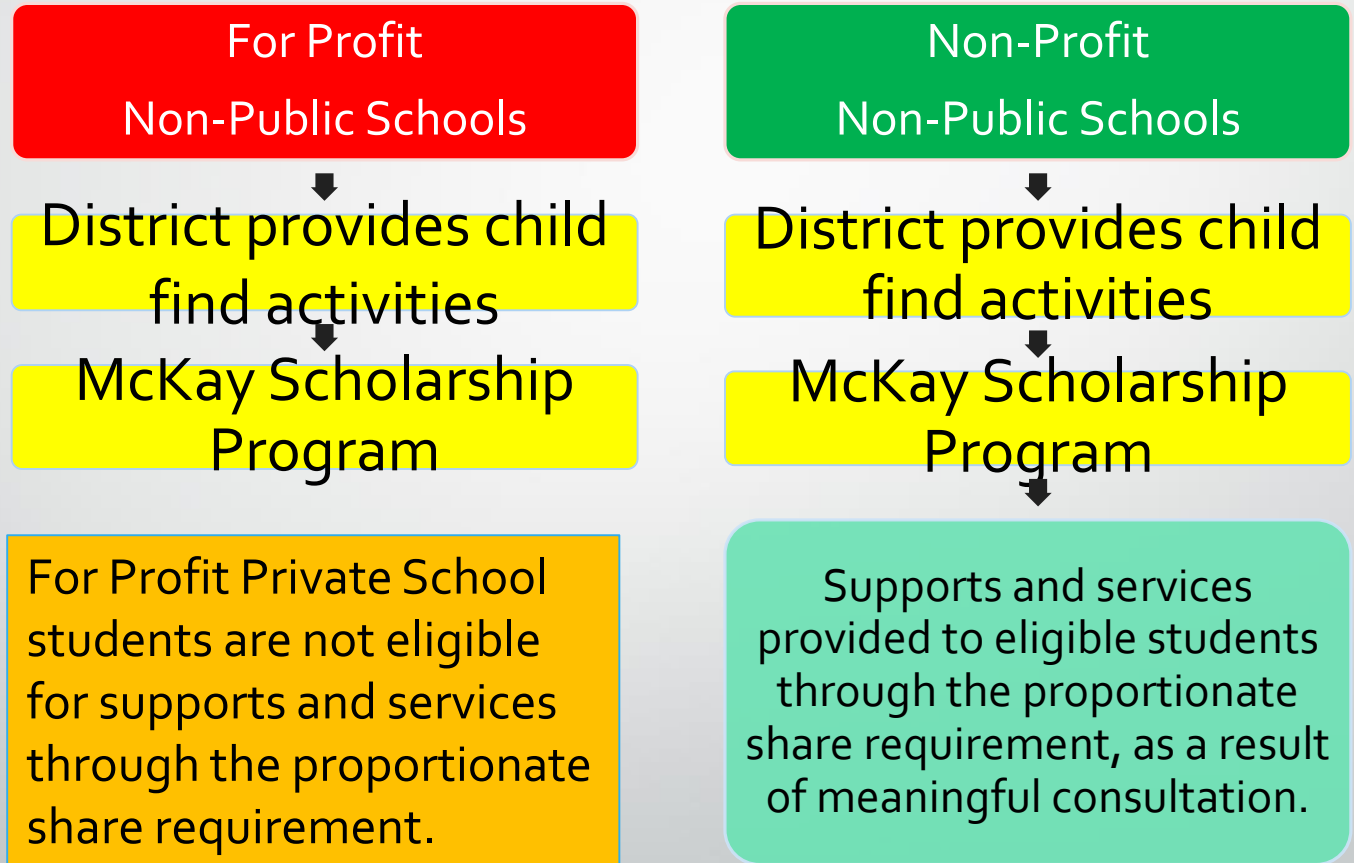 For Profit
Non-Public Schools
District provides child
find activities
McKay Scholarship
Program
For Profit Private School
students are not eligible
for supports and services
through the proportionate
share requirement.
Non-Profit
Non-Public Schools
District provides child
find activities
McKay Scholarship
Program
Supports and services
provided to eligible students
through the proportionate
share requirement, as a result
of meaningful consultation.